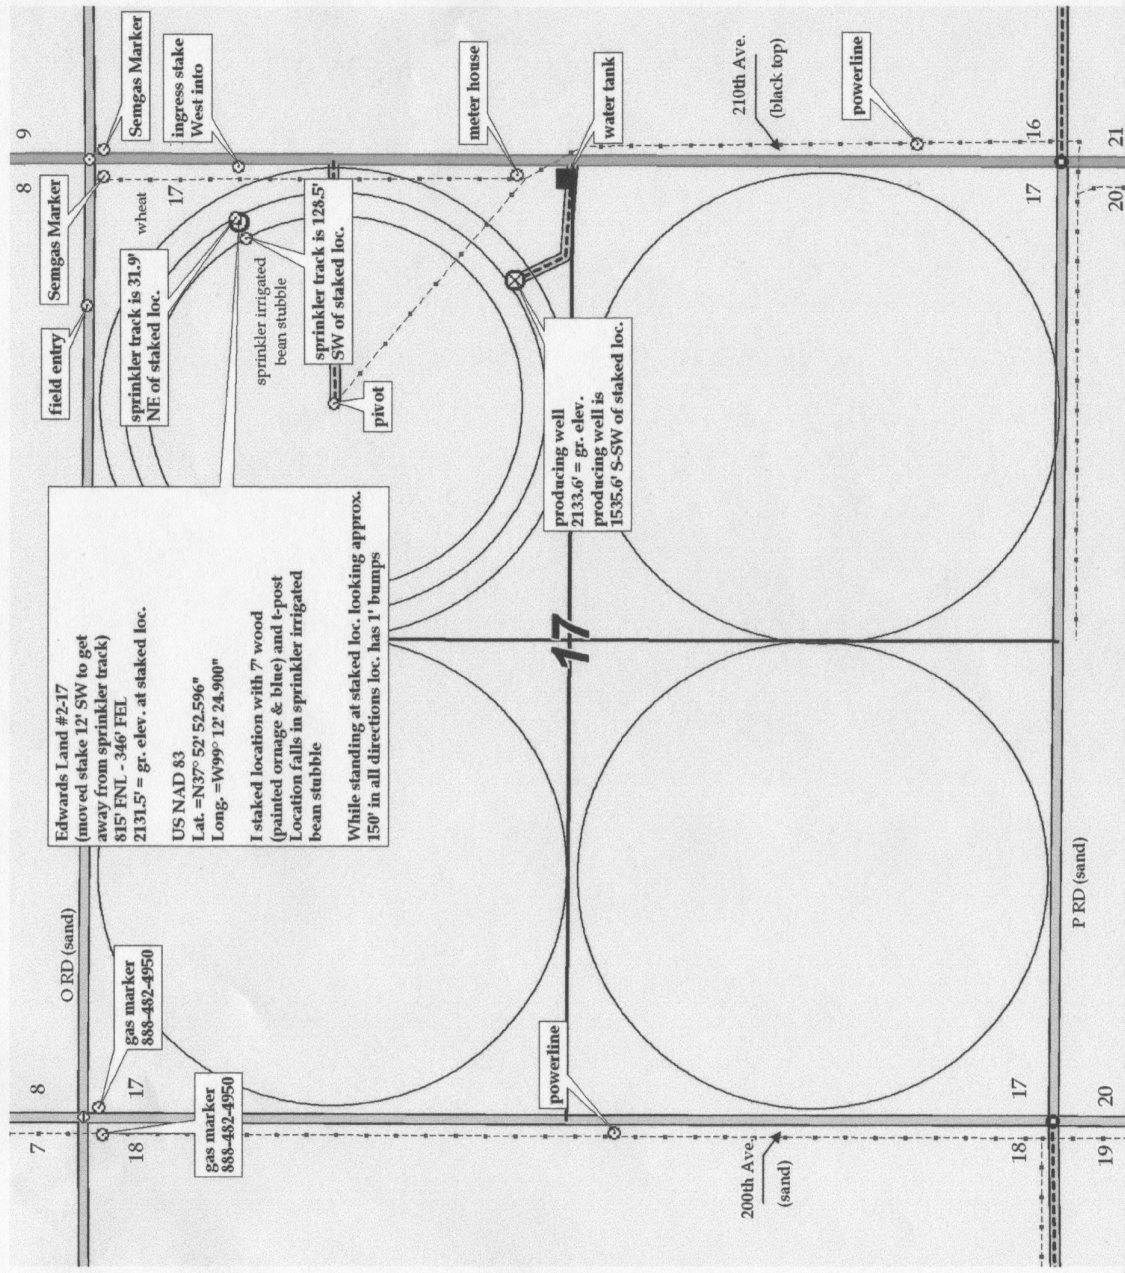 7
8
18
17
gas marker
888-482-4950
gas marker
888-482-4950
O RD (sand)
Edwards Land #2-17
(moved stake 12' SW to get
away from sprinkler track)
815' FNL - 346' FEL
2131.5' = gr. elev. at staked loc.
US NAD 83
Lat. =N37° 52' 52.596"
Long. =W99° 12' 24.900"
I staked location with 7' wood
(painted ornage & blue) and t-post
Location falls in sprinkler irrigated
bean stubble
While standing at staked loc. looking approx.
150' in all directions loc. has 1' bumps
field entry
Semgas Marker
8
9
Semgas Marker
ingress stake
West into
17
wheat
sprinkler track is 31.9'
NE of staked loc.
sprinkler irrigated
bean stubble
sprinkler track is 128.5'
SW of staked loc.
pivot
meter house
water tank
producing well
2133.6' = gr. elev.
producing well is
1535.6' S-SW of staked loc.
17
powerline
200th Ave.
(sand)
210th Ave.
(black top)
powerline
18
17
19
20
P RD (sand)
17
16
20
21